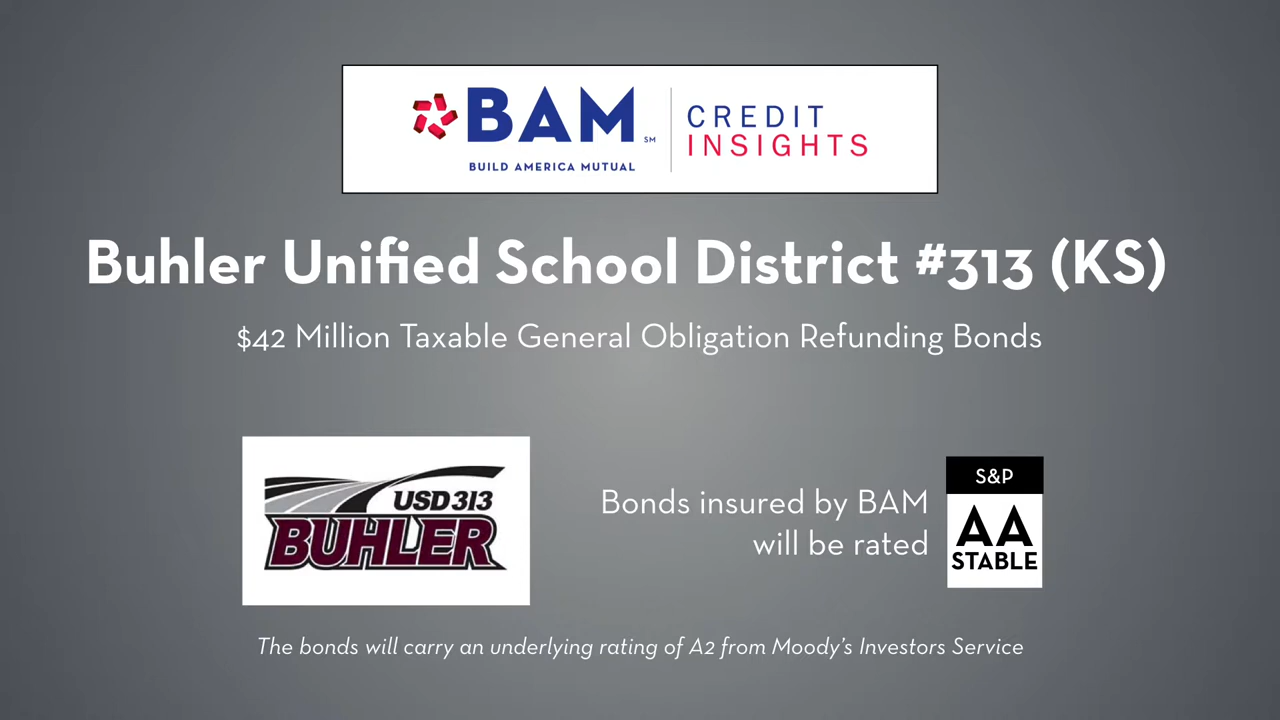 BAM SM
BUILD AMERICA MUTUAL
CREDIT
INSIGHTS
Buhler Unified School District #313 (KS)
$42 Million Taxable General Obligation Refunding Bonds
USD 313
BUHLER
Bonds insured by BAM
will be rated
S&P
AA
STABLE
The bonds will carry an underlying rating of A2 from Moody's Investors Service